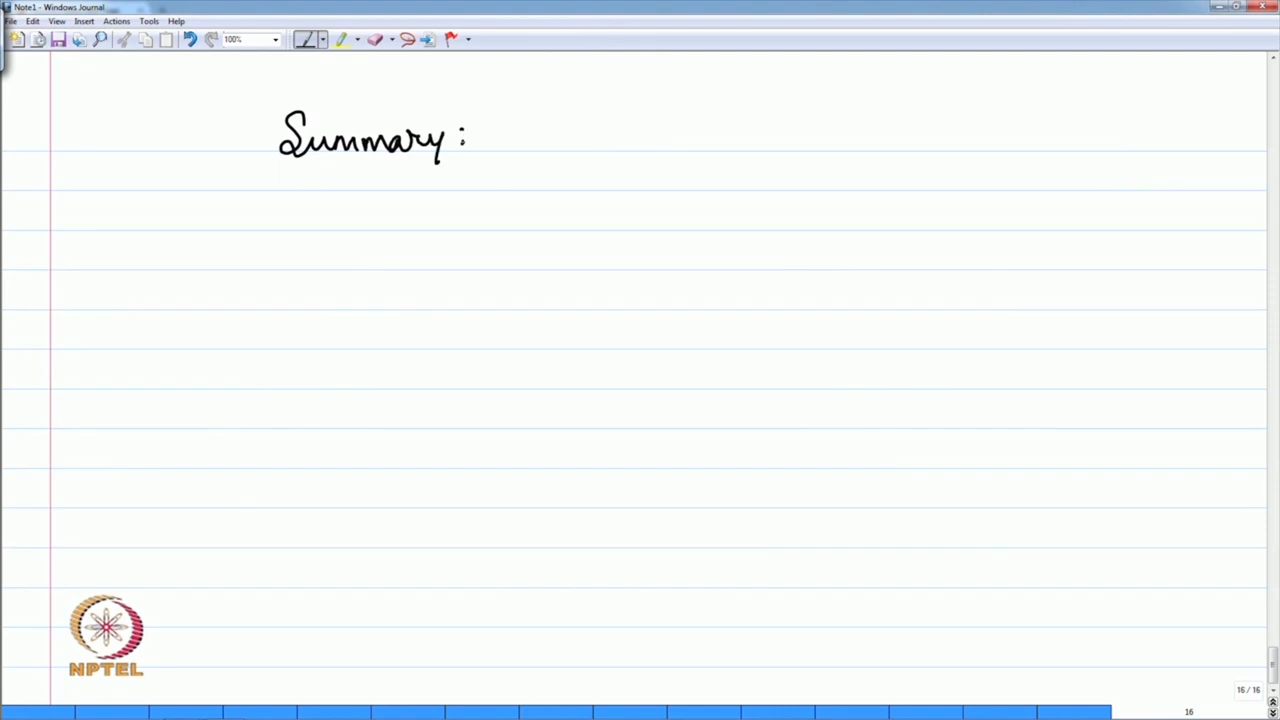 Note1 - Windows Journal
File Edit View Insert Actions Tools Help
100%
Summary :
NPTEL
16 / 16
16